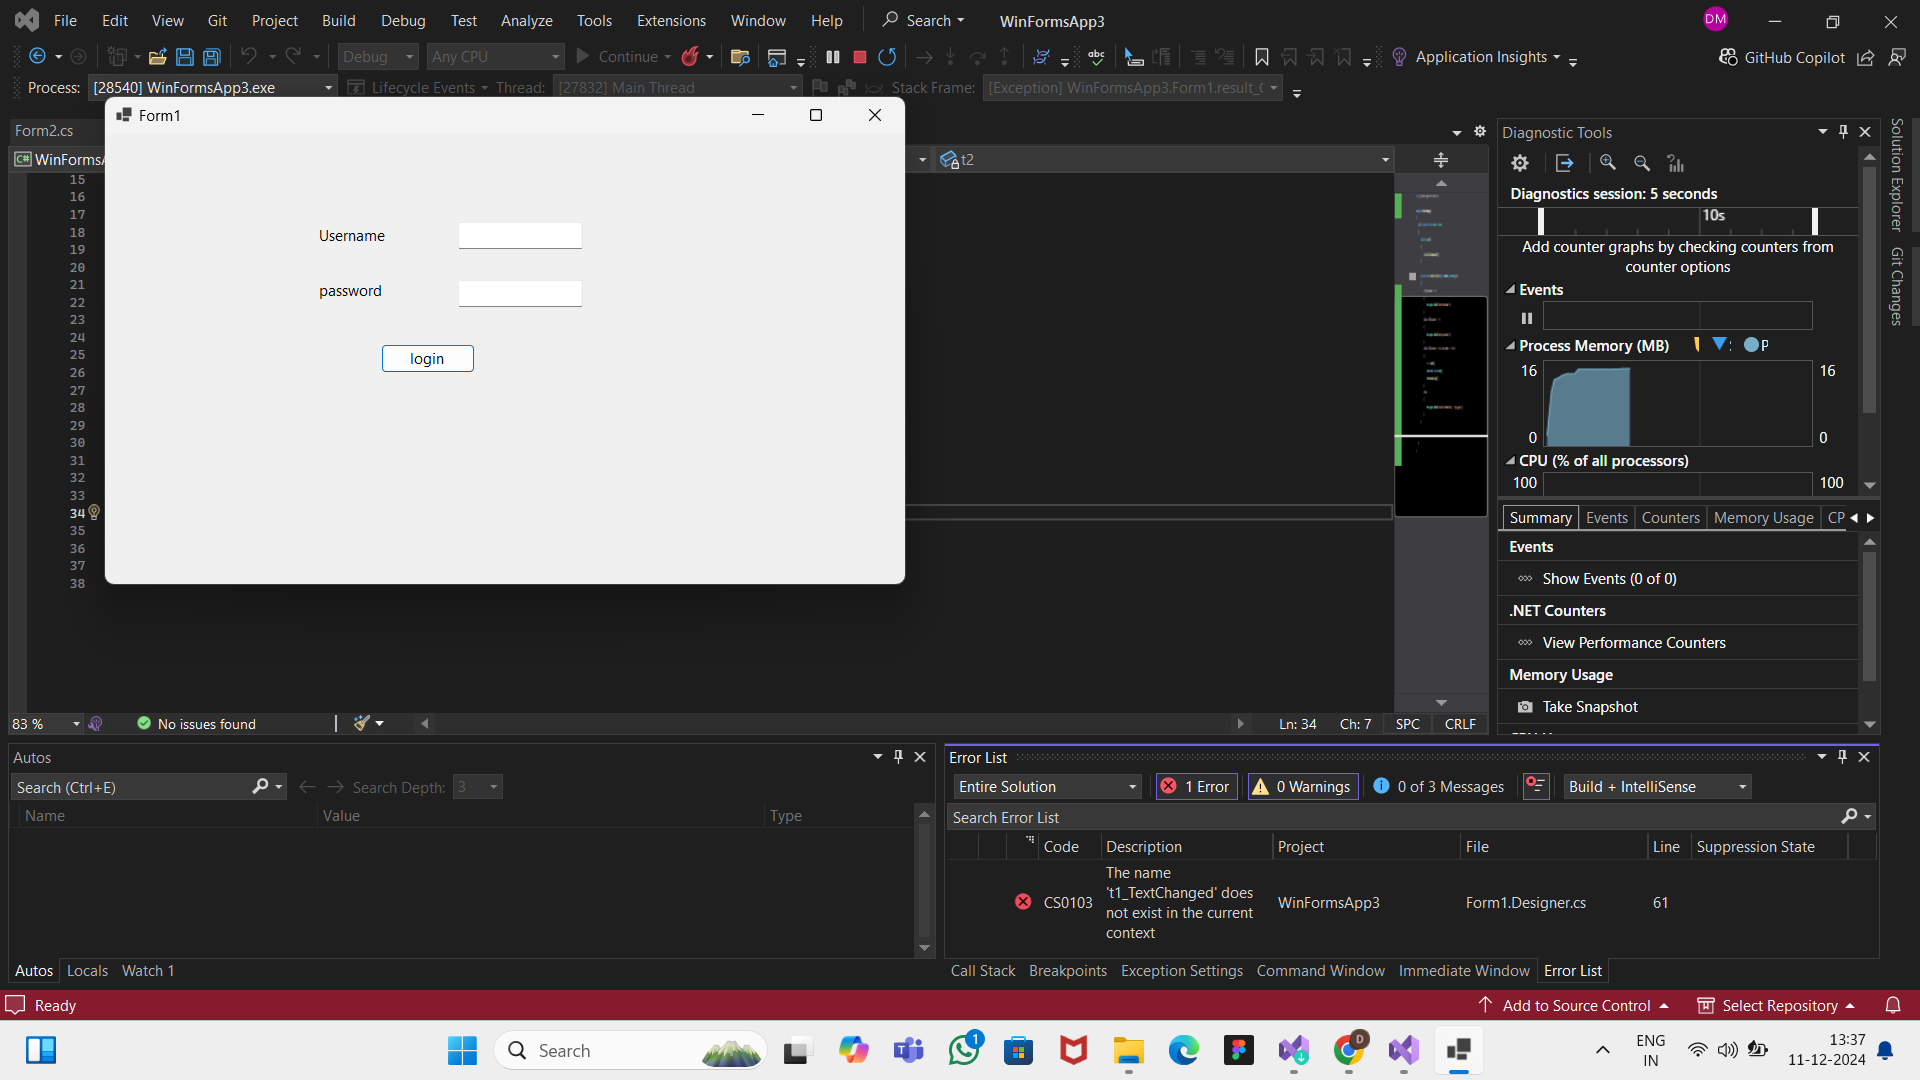 File Edit View Git Project Build Debug Test Analyze Tools Extensions Window Help Search WinFormsApp3 DM
Debug Any CPU Continue Application Insights GitHub Copilot
Process: [28540] WinFormsApp3.exe Lifecycle Events Thread: [27832] Main Thread Stack Frame: [Exception] WinFormsApp3.Form1.result_
Form1
Form2.cs
WinFormsA
t2
15
16
17
18
19
20
21
22
23
24
25
26
27
28
29
30
31
32
33
34
35
36
37
38
Username
password
login
83 % No issues found Ln: 34 Ch: 7 SPC CRLF
Diagnostic Tools
Diagnostics session: 5 seconds
10s
Add counter graphs by checking counters from
counter options
Events
Process Memory (MB) P
16 16
0 0
CPU (% of all processors)
100 100
Summary Events Counters Memory Usage CP
Events
Show Events (0 of 0)
.NET Counters
View Performance Counters
Memory Usage
Take Snapshot
Solution Explorer
Git Changes
Autos
Search (Ctrl+E) Search Depth: 3
Name Value Type
Autos Locals Watch 1
Error List
Entire Solution 1 Error 0 Warnings 0 of 3 Messages Build + IntelliSense
Search Error List
Code Description Project File Line Suppression State
CS0103 The name
't1_TextChanged' does
not exist in the current
context
WinFormsApp3 Form1.Designer.cs 61
Call Stack Breakpoints Exception Settings Command Window Immediate Window Error List
Ready Add to Source Control Select Repository
Search 1 D
ENG
IN
13:37
11-12-2024